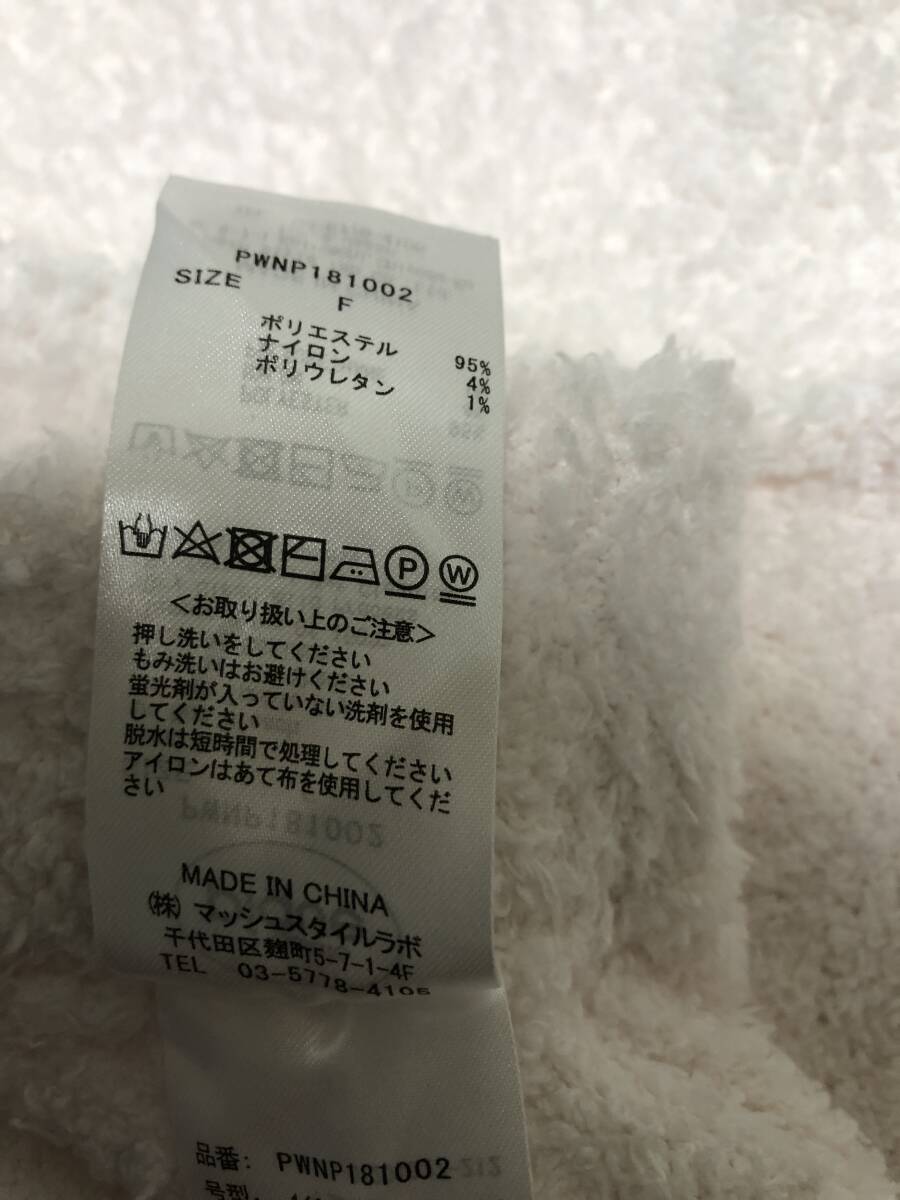 PWNP181002
SIZE F
ポリエステル 95%
ナイロン 4%
ポリウレタン 1%
P W
<お取り扱い上のご注意>
押し洗いをしてください
もみ洗いはお避けください
蛍光剤が入っていない洗剤を使用
してください
脱水は短時間で処理してください
アイロンはあて布を使用してくだ
さい
MADE IN CHINA
(株) マッシュスタイルラボ
千代田区麹町5-7-1-4F
TEL 03-5778-4105
品番: PWNP181002
号型: